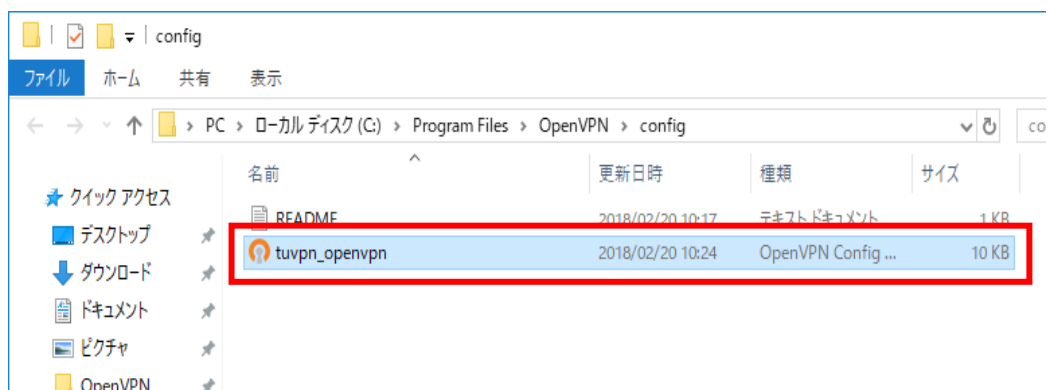 config
ファイル ホーム 共有 表示
PC > ローカル ディスク (C:) > Program Files > OpenVPN > config co
名前 更新日時 種類 サイズ
クイック アクセス
README 2018/02/20 10:17 テキスト ドキュメント 1 KB
デスクトップ tuvpn_openvpn 2018/02/20 10:24 OpenVPN Config ... 10 KB
ダウンロード
ドキュメント
ピクチャ
OpenVPN